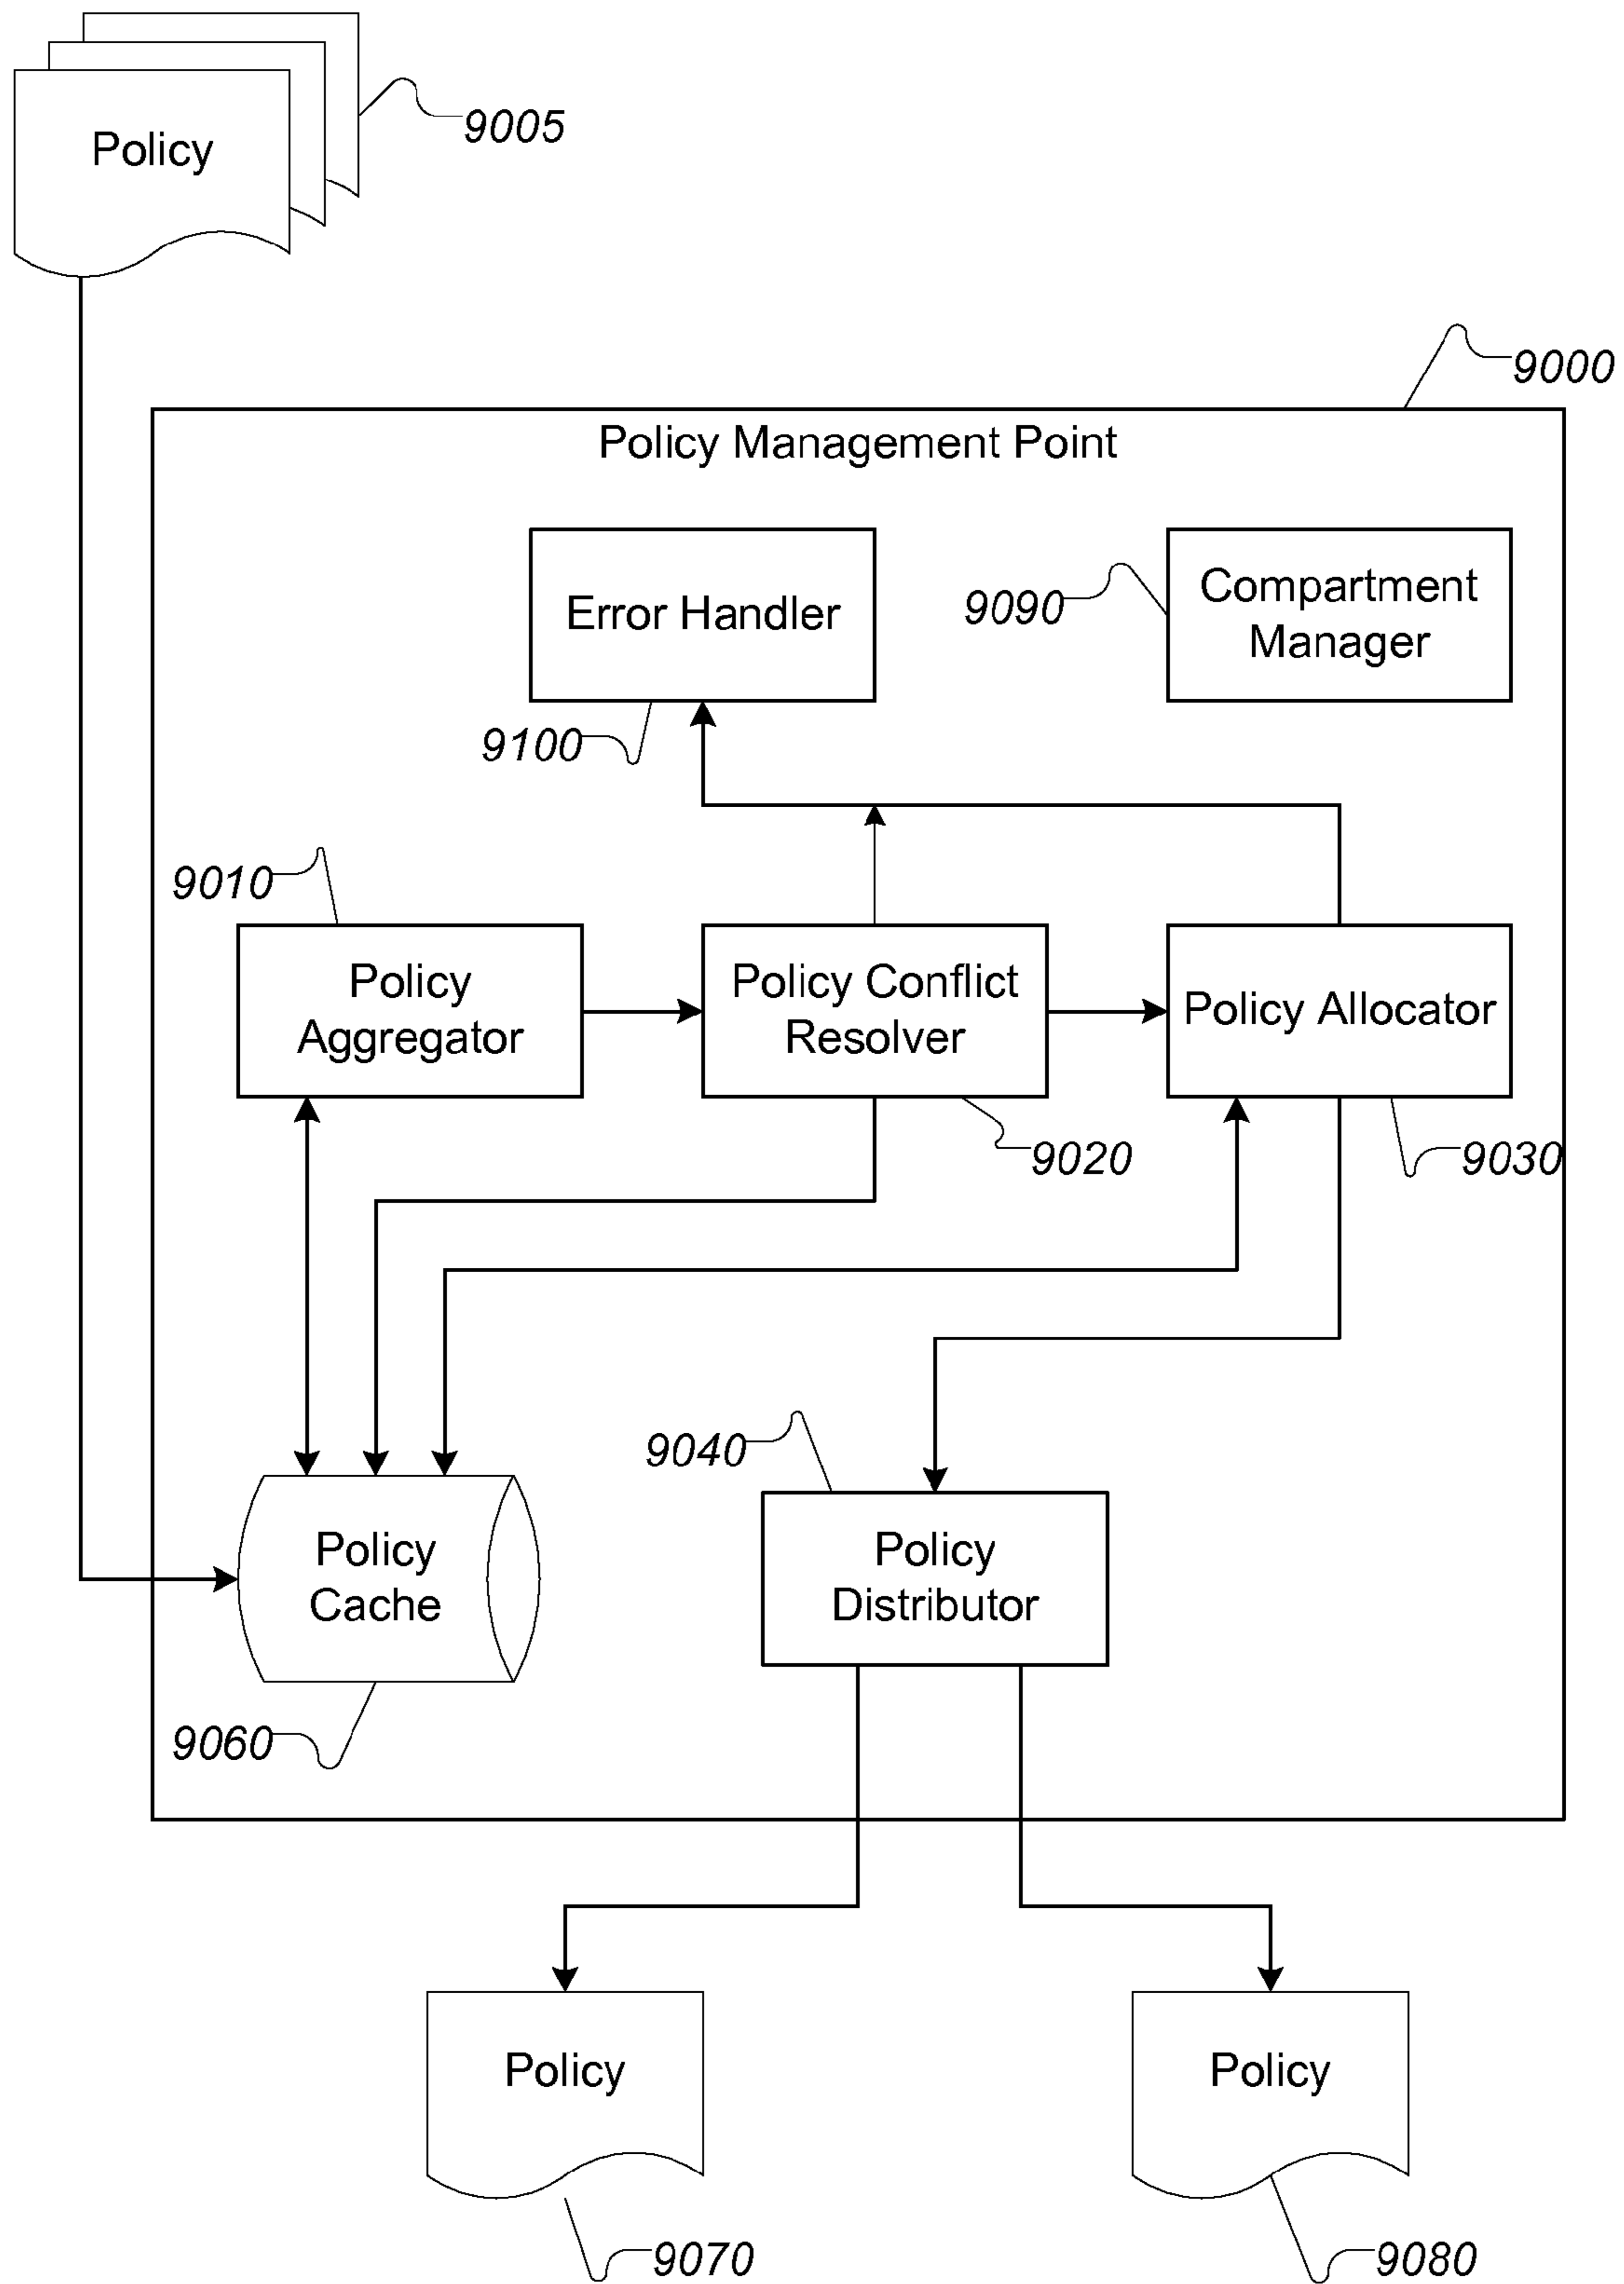 Policy
9005
9000
Policy Management Point
Error Handler
9090
Compartment
Manager
9100
9010
Policy
Aggregator
Policy Conflict
Resolver
Policy Allocator
9020
9030
9040
Policy
Cache
Policy
Distributor
9060
Policy
Policy
9070
9080